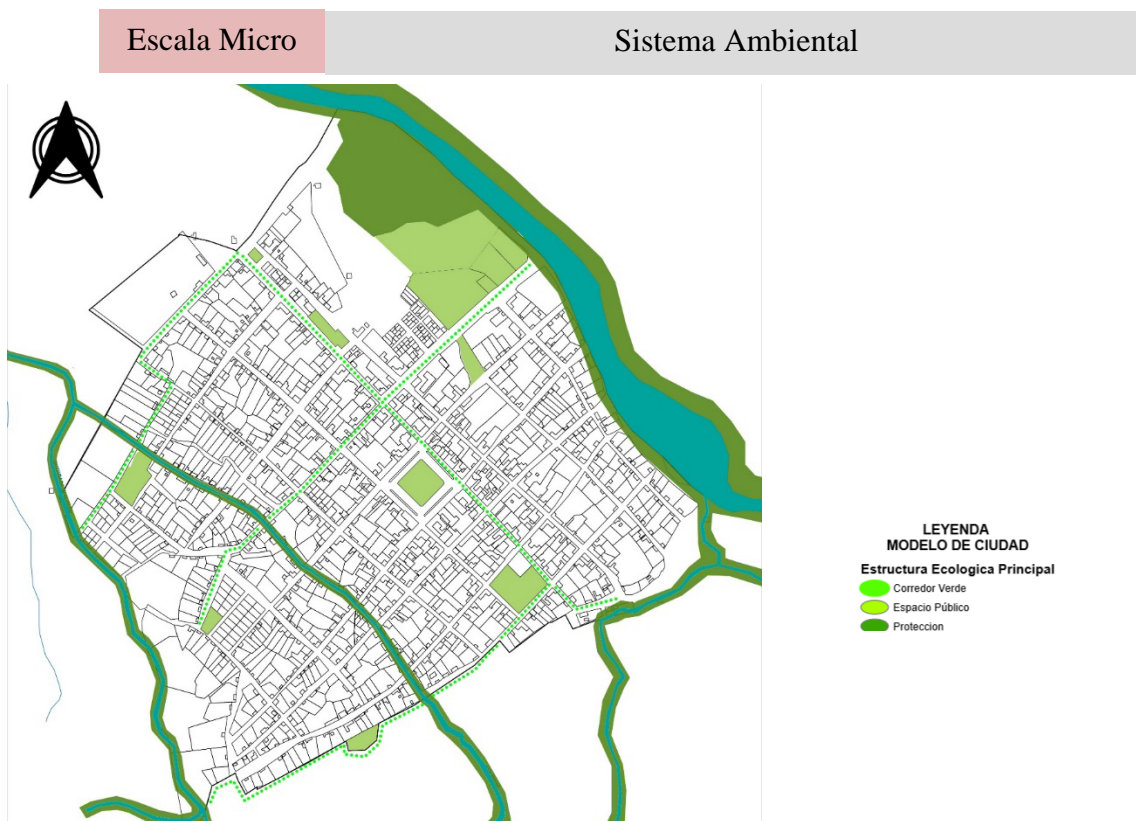 Escala Micro
Sistema Ambiental
LEYENDA
MODELO DE CIUDAD
Estructura Ecologica Principal
Corredor Verde
Espacio Público
Proteccion